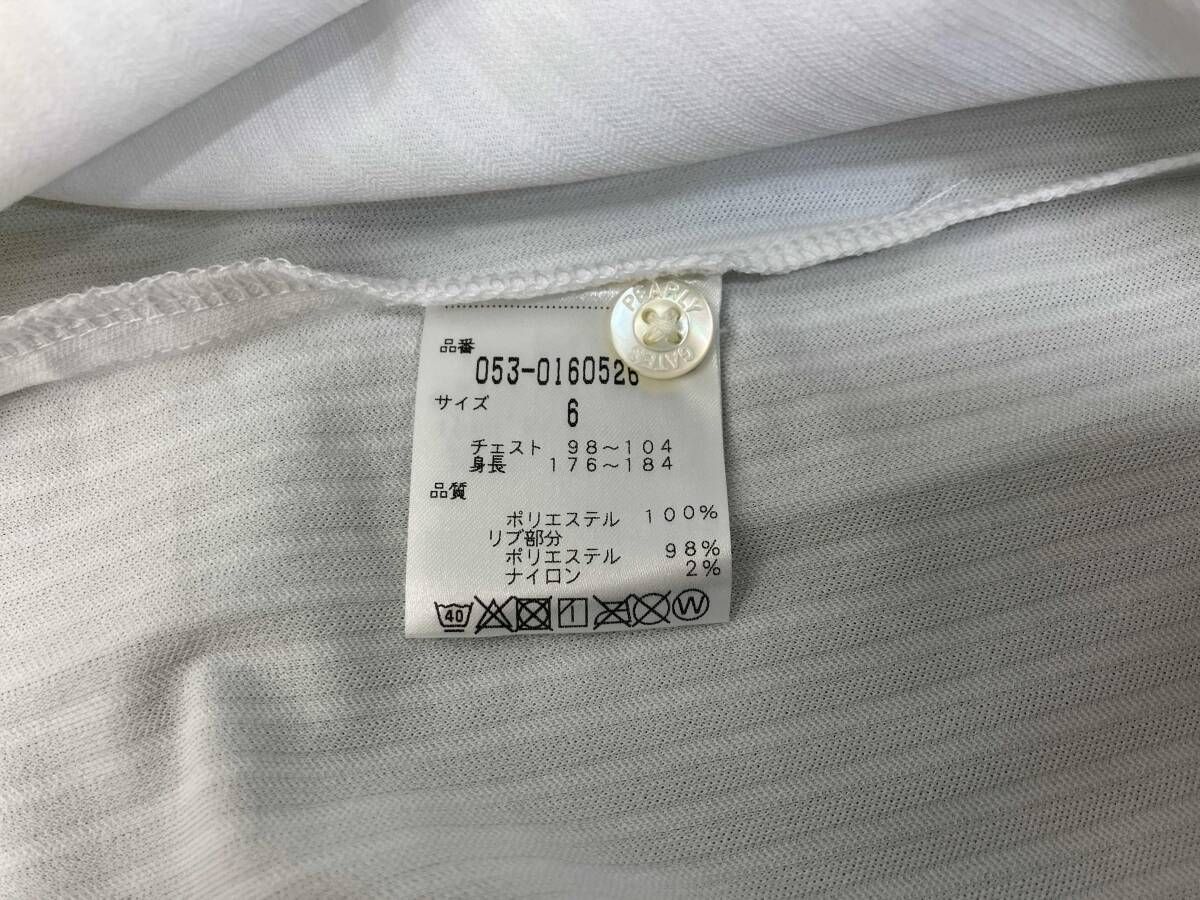 PEARLY
GATES
品番
053-0160526
サイズ 6
チェスト 98～104
身長 176～184
品質
ポリエステル 100%
リブ部分
ポリエステル 98%
ナイロン 2%
40 W